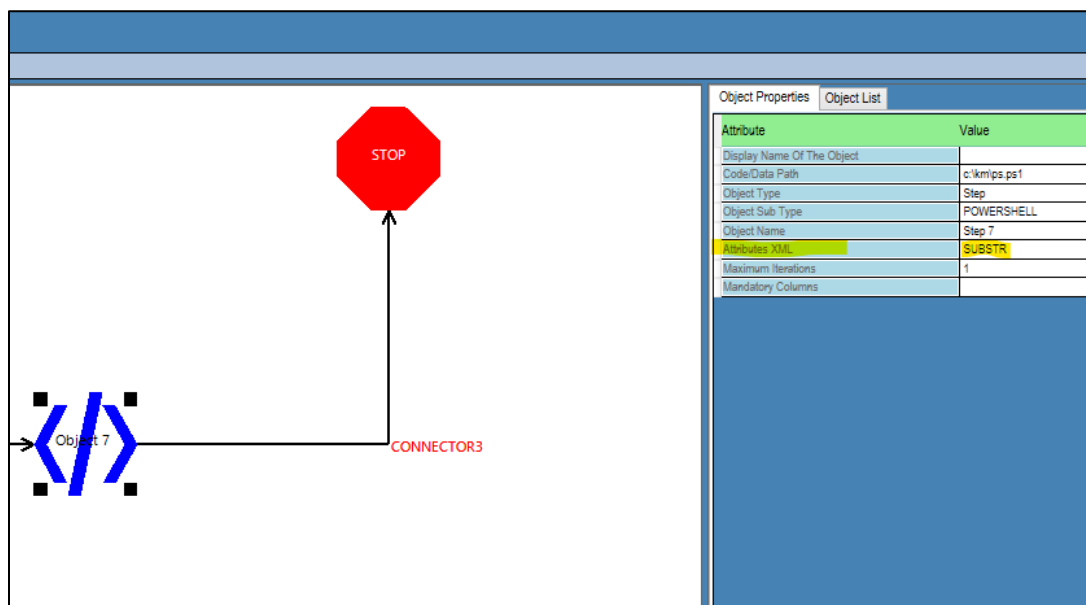 STOP
Object 7
CONNECTOR3
Object Properties Object List
Attribute Value
Display Name Of The Object
Code/Data Path c:\km\ps.ps1
Object Type Step
Object Sub Type POWERSHELL
Object Name Step 7
Attributes XML SUBSTR
Maximum Iterations 1
Mandatory Columns